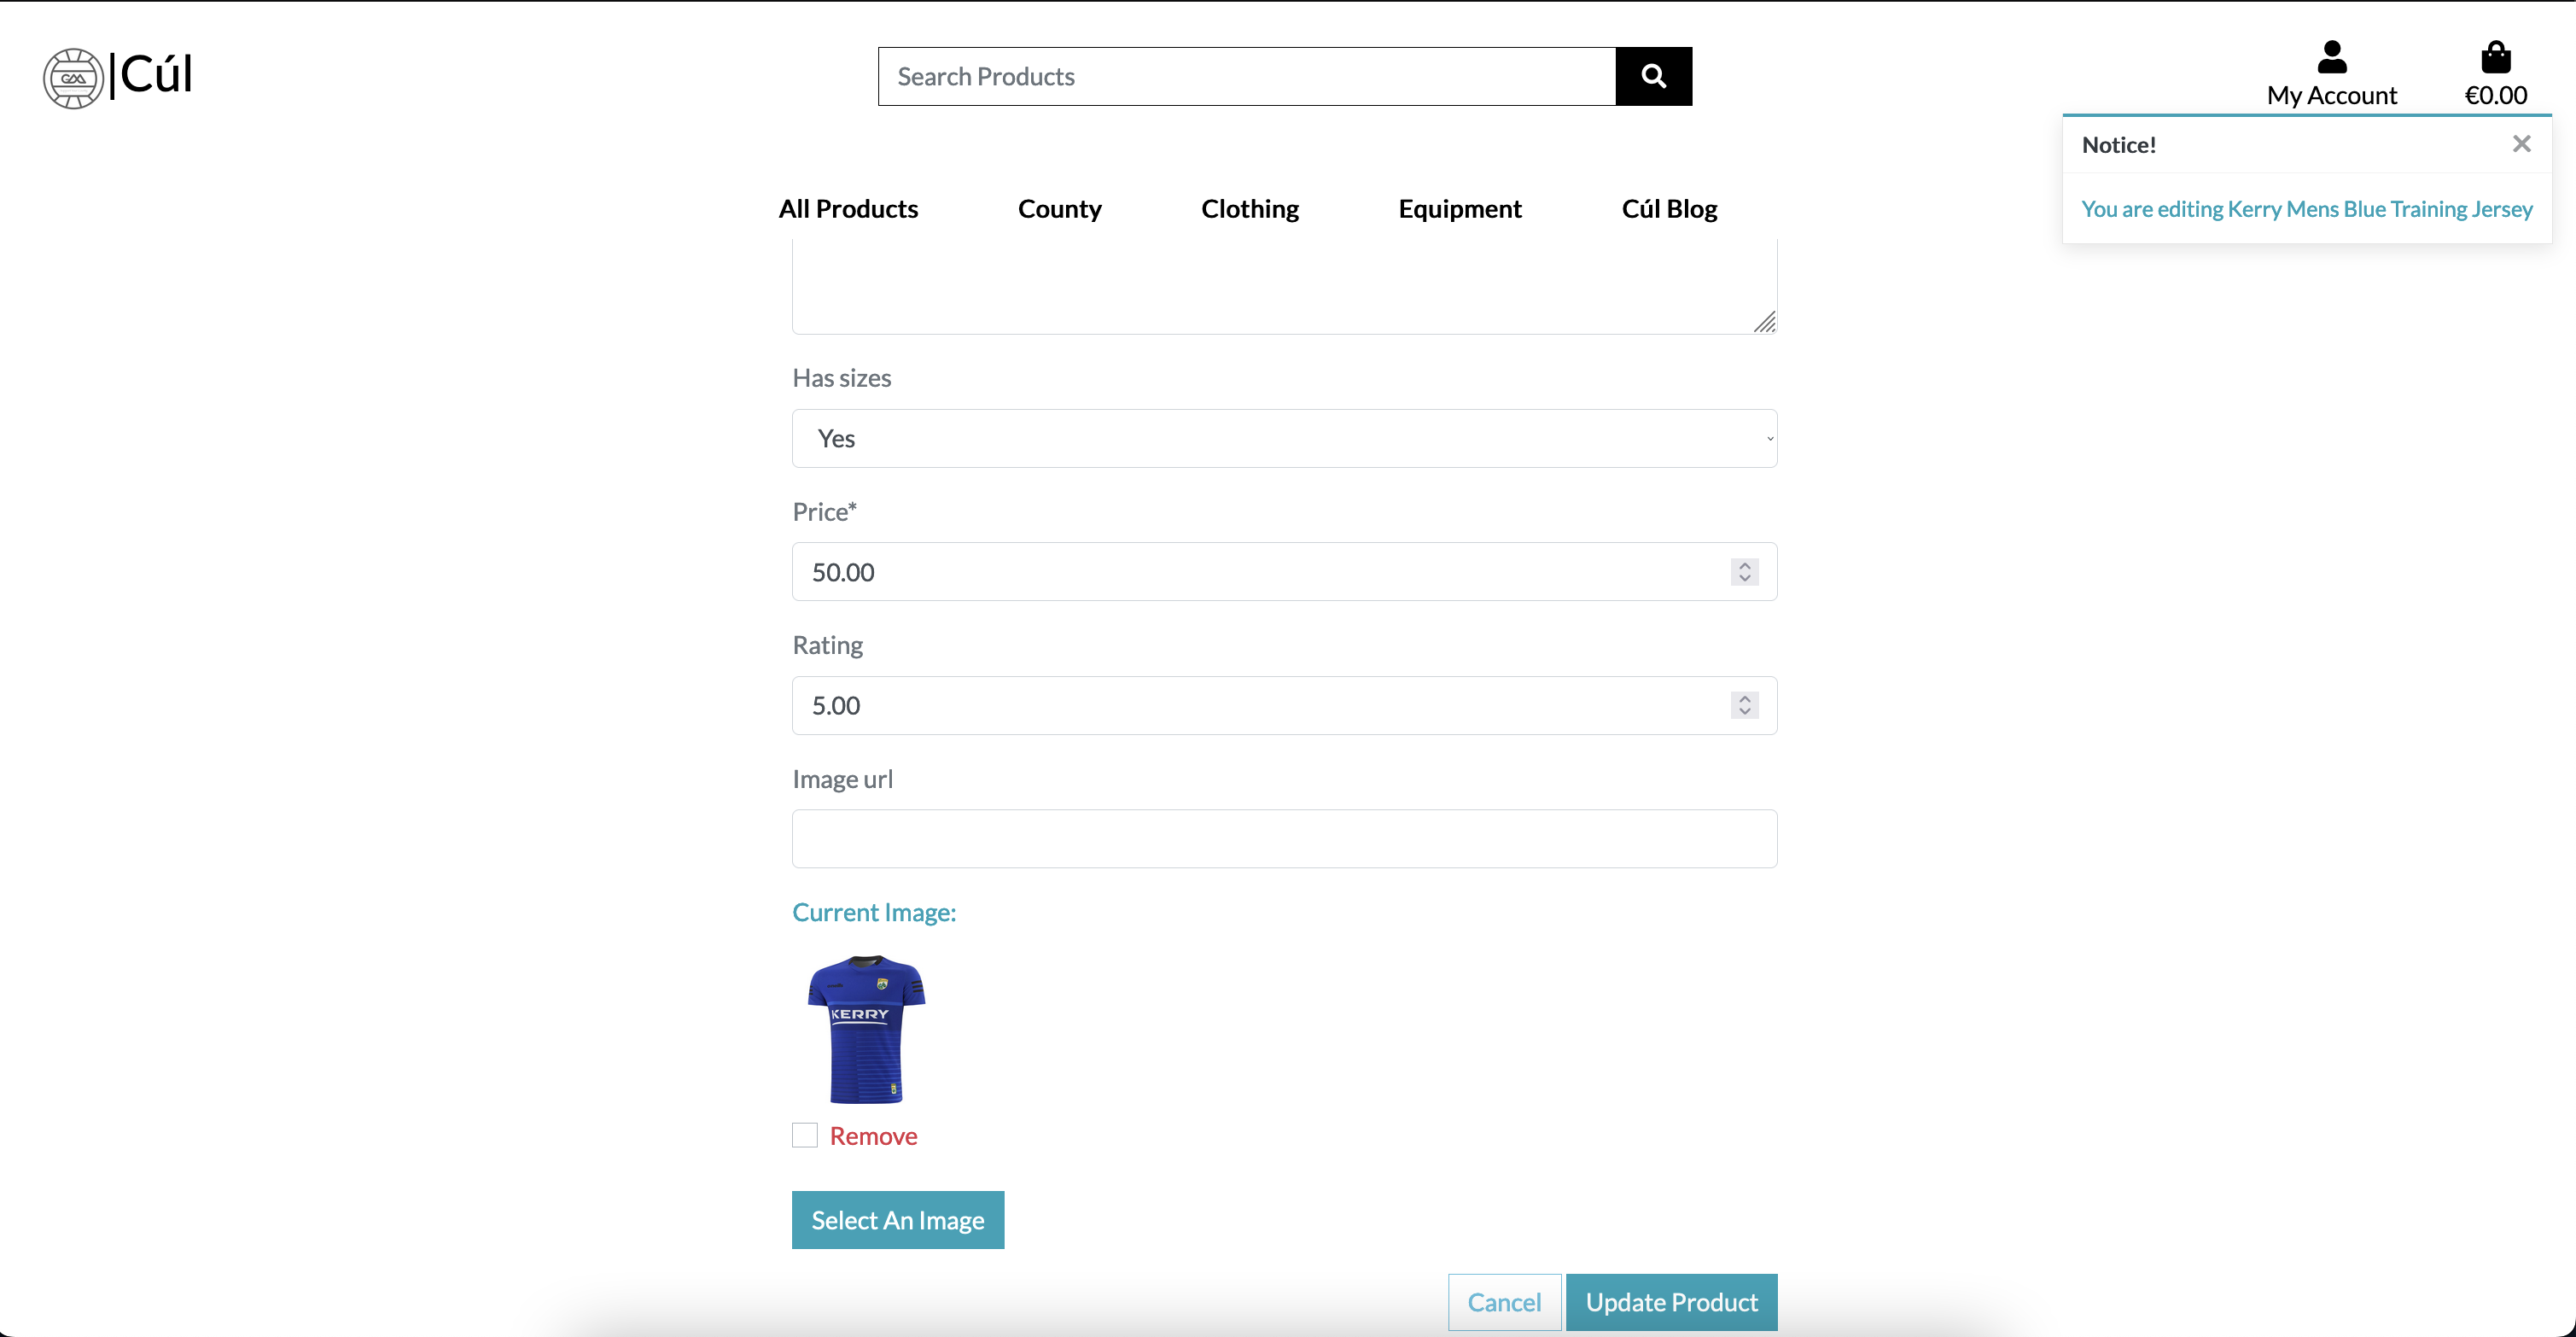 GAA
|Cúl
Search Products
My Account
€0.00
Notice!
You are editing Kerry Mens Blue Training Jersey
All Products
County
Clothing
Equipment
Cúl Blog
Has sizes
Yes
Price*
50.00
Rating
5.00
Image url
Current Image:
KERRY
Remove
Select An Image
Cancel
Update Product